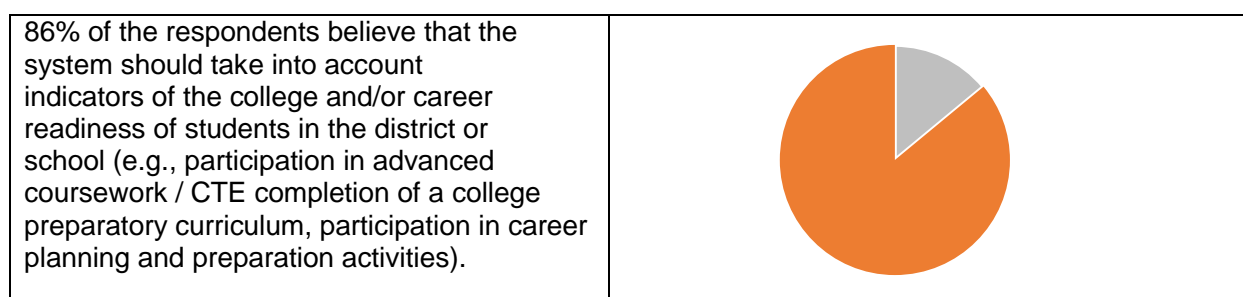 86% of the respondents believe that the
system should take into account
indicators of the college and/or career
readiness of students in the district or
school (e.g., participation in advanced
coursework / CTE completion of a college
preparatory curriculum, participation in career
planning and preparation activities).